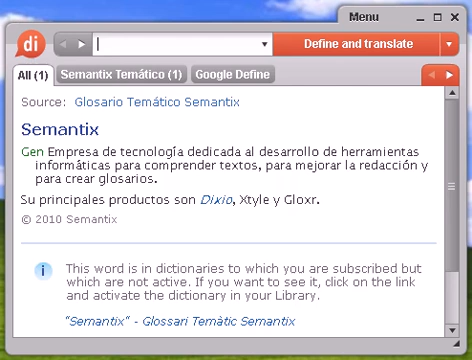 Menu
di
Define and translate
All (1) Semantix Temático (1) Google Define
Source: Glosario Temático Semantix
Semantix
Gen Empresa de tecnología dedicada al desarrollo de herramientas
informáticas para comprender textos, para mejorar la redacción y
para crear glosarios.
Su principales productos son Dixio, Xtyle y Gloxr.
© 2010 Semantix
i
This word is in dictionaries to which you are subscribed but
which are not active. If you want to see it, click on the link
and activate the dictionary in your Library.
"Semantix" - Glossari Temàtic Semantix